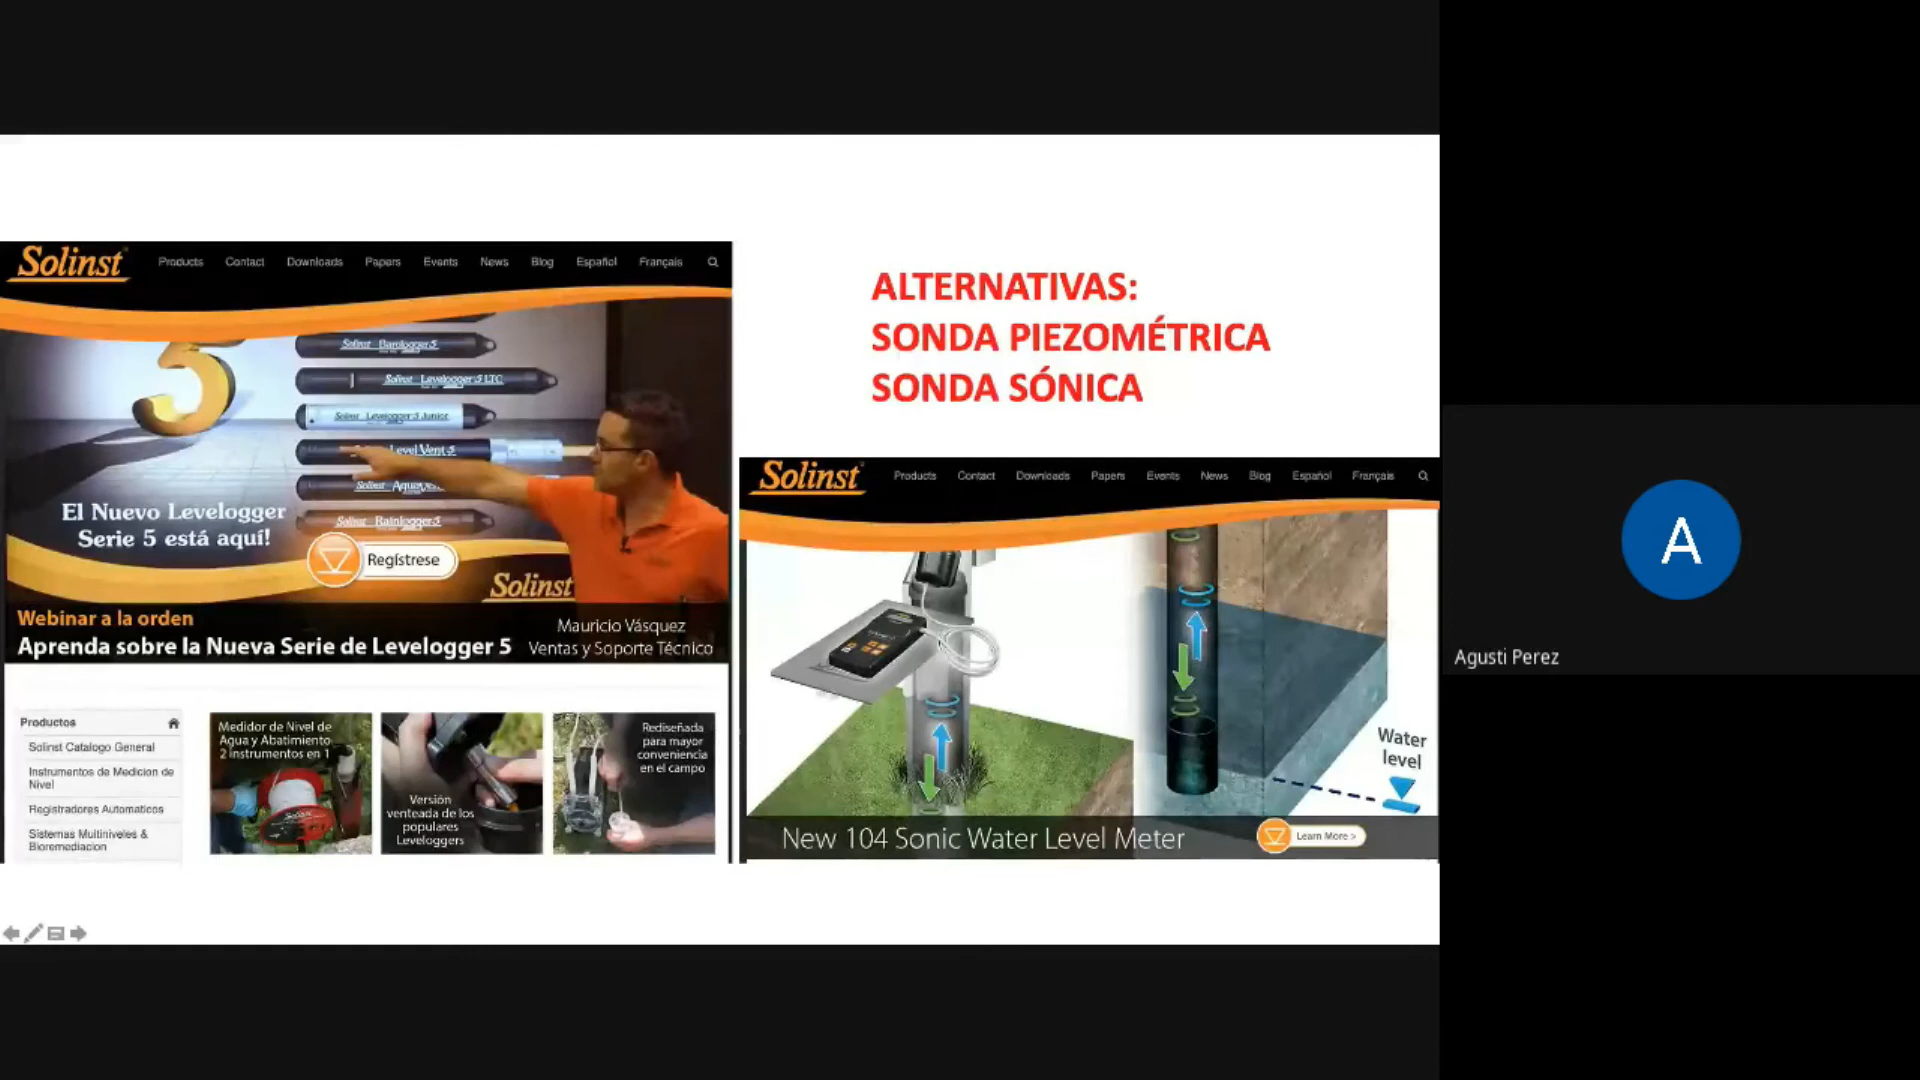 Solinst
Products Contact Downloads Papers Events News Blog Español Français
5
Solinst Barologger 5
Solinst Levelogger 5 LTC
Solinst Levelogger 5 Junior
LevelVent 5
Solinst
Solinst Rainlogger 5
El Nuevo Levelogger
Serie 5 está aquí!
Regístrese
Solinst
Webinar a la orden
Aprenda sobre la Nueva Serie de Levelogger 5
Mauricio Vásquez
Ventas y Soporte Técnico
Productos
Solinst Catalogo General
Instrumentos de Medicion de
Nivel
Registradores Automaticos
Sistemas Multiniveles &
Bioremediacion
Medidor de Nivel de
Agua y Abatimiento
2 instrumentos en 1
Versión
venteada de los
populares
Leveloggers
Rediseñada
para mayor
conveniencia
en el campo
ALTERNATIVAS:
SONDA PIEZOMÉTRICA
SONDA SÓNICA
Solinst
Products Contact Downloads Papers Events News Blog Español Français
Water
level
New 104 Sonic Water Level Meter
Learn More >
A
Agusti Perez